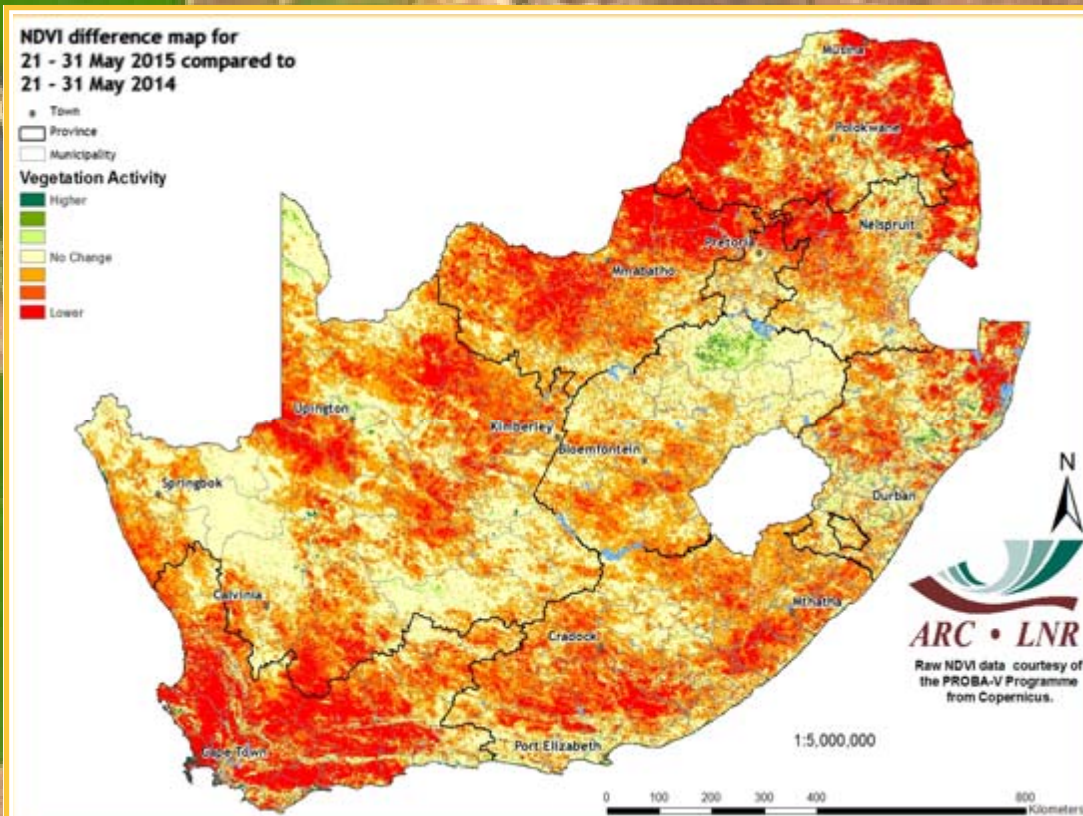 NDVI difference map for
21 - 31 May 2015 compared to
21 - 31 May 2014
Town
Province
Municipality
Vegetation Activity
Higher
No Change
Lower
Musina
Polokwane
Nelspruit
Pretoria
Mmabatho
Upington
Kimberley
Bloemfontein
Springbok
Durban
N
Calvinia
Mthatha
Cradock
ARC • LNR
Raw NDVI data courtesy of
the PROBA-V Programme
from Copernicus.
Cape Town
Port Elizabeth
1:5,000,000
0 100 200 300 400 800
Kilometers